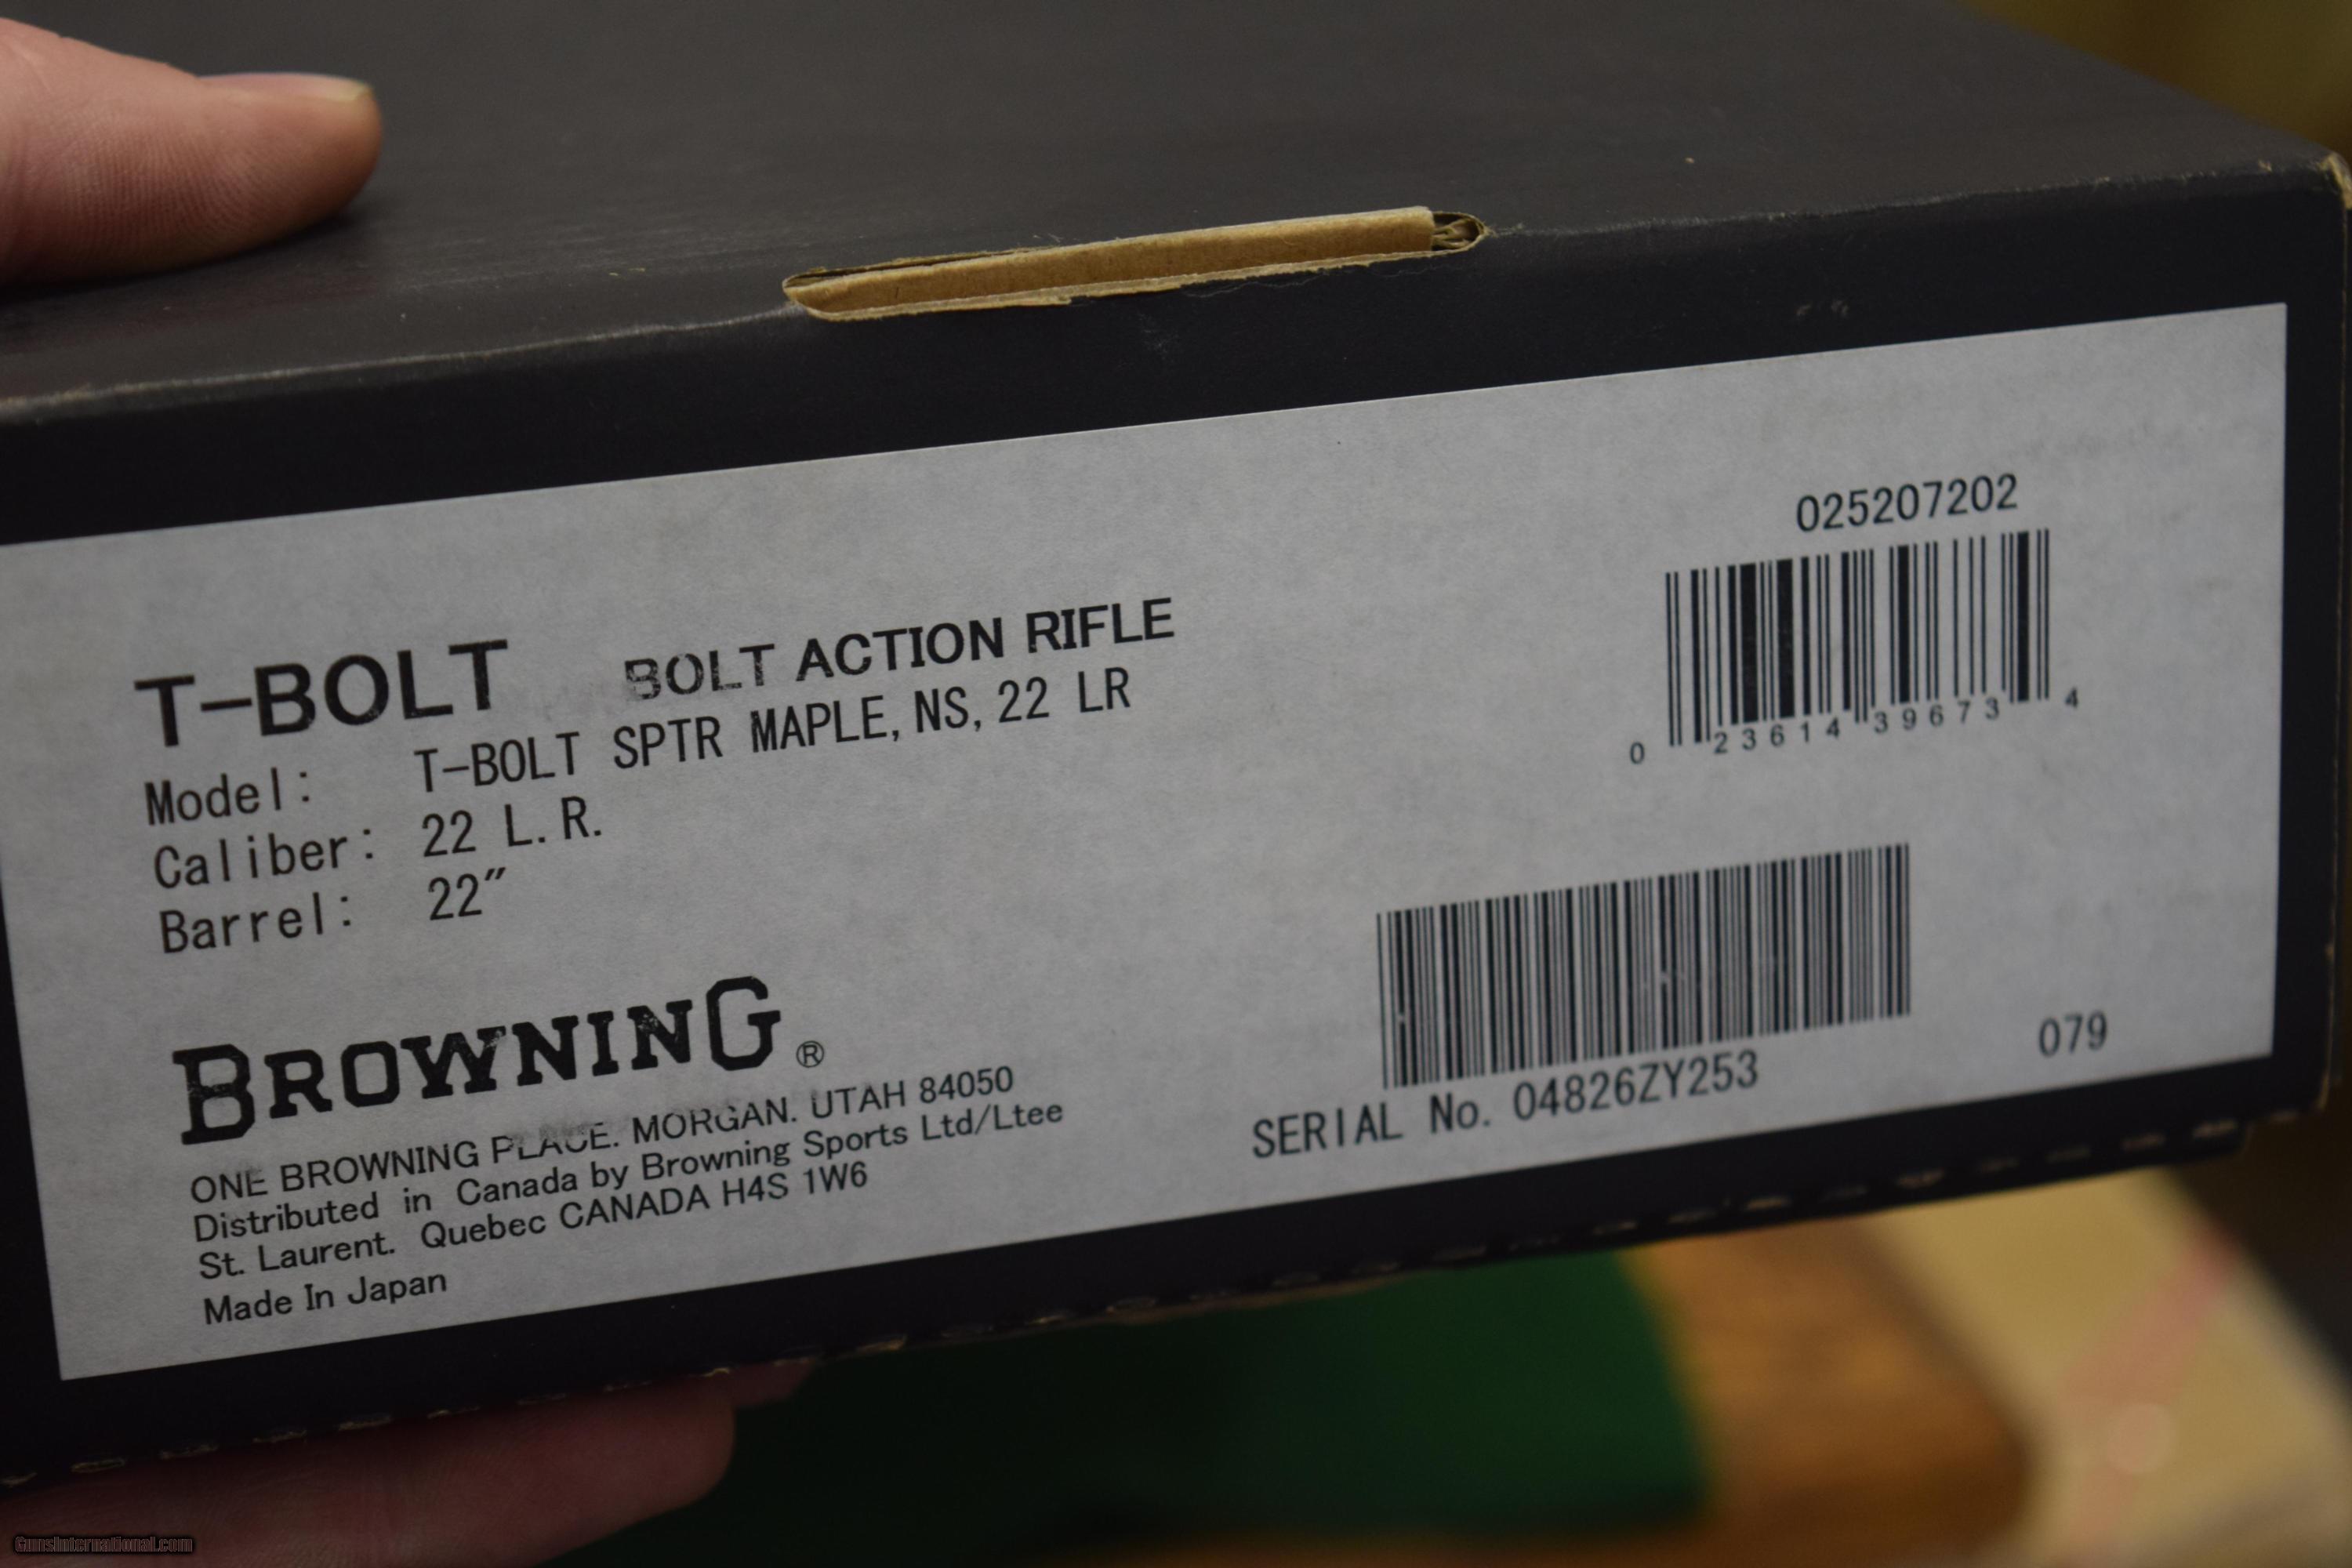 025207202
T-BOLT BOLT ACTION RIFLE
Model: T-BOLT SPTR MAPLE, NS, 22 LR
Caliber: 22 L.R.
Barrel: 22″
0 23614 39673 4
BROWNING®
ONE BROWNING PLACE. MORGAN. UTAH 84050
Distributed in Canada by Browning Sports Ltd/Ltee
St. Laurent. Quebec CANADA H4S 1W6
Made In Japan
SERIAL No. 04826ZY253
079
GunsInternational.com